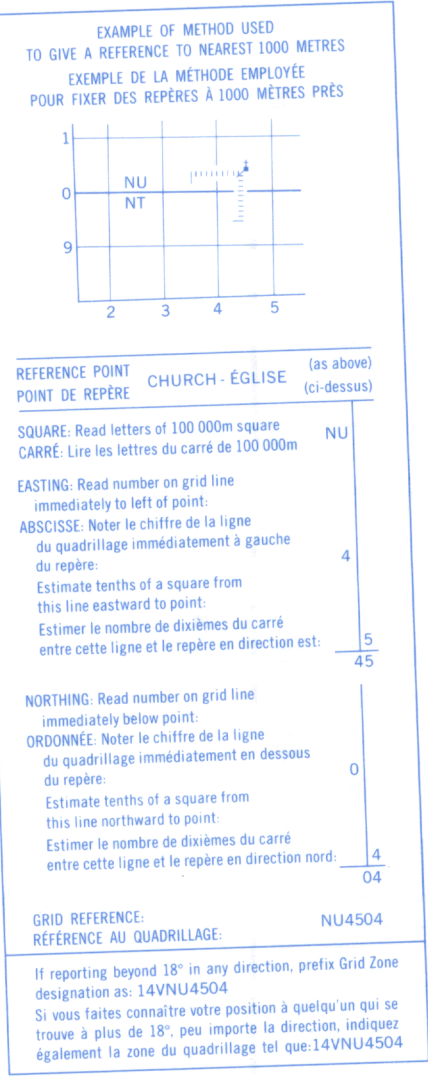 EXAMPLE OF METHOD USED
TO GIVE A REFERENCE TO NEAREST 1000 METRES
EXEMPLE DE LA MÉTHODE EMPLOYÉE
POUR FIXER DES REPÈRES À 1000 MÈTRES PRÈS
1
NU
0
NT
9
2 3 4 5
REFERENCE POINT
POINT DE REPÈRE
CHURCH - ÉGLISE
(as above)
(ci-dessus)
SQUARE: Read letters of 100 000m square
CARRÉ: Lire les lettres du carré de 100 000m
NU
EASTING: Read number on grid line
immediately to left of point:
ABSCISSE: Noter le chiffre de la ligne
du quadrillage immédiatement à gauche
du repère:
4
Estimate tenths of a square from
this line eastward to point:
Estimer le nombre de dixièmes du carré
entre cette ligne et le repère en direction est: 5
45
NORTHING: Read number on grid line
immediately below point:
ORDONNÉE: Noter le chiffre de la ligne
du quadrillage immédiatement en dessous
du repère:
0
Estimate tenths of a square from
this line northward to point:
Estimer le nombre de dixièmes du carré
entre cette ligne et le repère en direction nord: 4
04
GRID REFERENCE:
RÉFÉRENCE AU QUADRILLAGE:
NU4504
If reporting beyond 18° in any direction, prefix Grid Zone
designation as: 14VNU4504
Si vous faites connaître votre position à quelqu'un qui se
trouve à plus de 18°, peu importe la direction, indiquez
également la zone du quadrillage tel que:14VNU4504